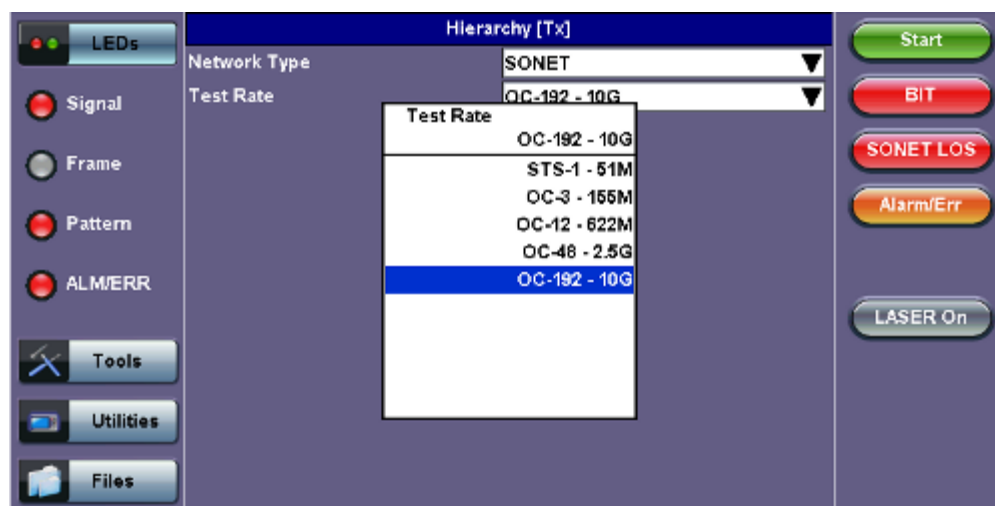 LEDs
Signal
Frame
Pattern
ALM/ERR
Tools
Utilities
Files
Hierarchy [Tx]
Network Type
SONET
Test Rate
OC-192 - 10G
Test Rate
OC-192 - 10G
STS-1 - 51M
OC-3 - 155M
OC-12 - 622M
OC-48 - 2.5G
OC-192 - 10G
Start
BIT
SONET LOS
Alarm/Err
LASER On